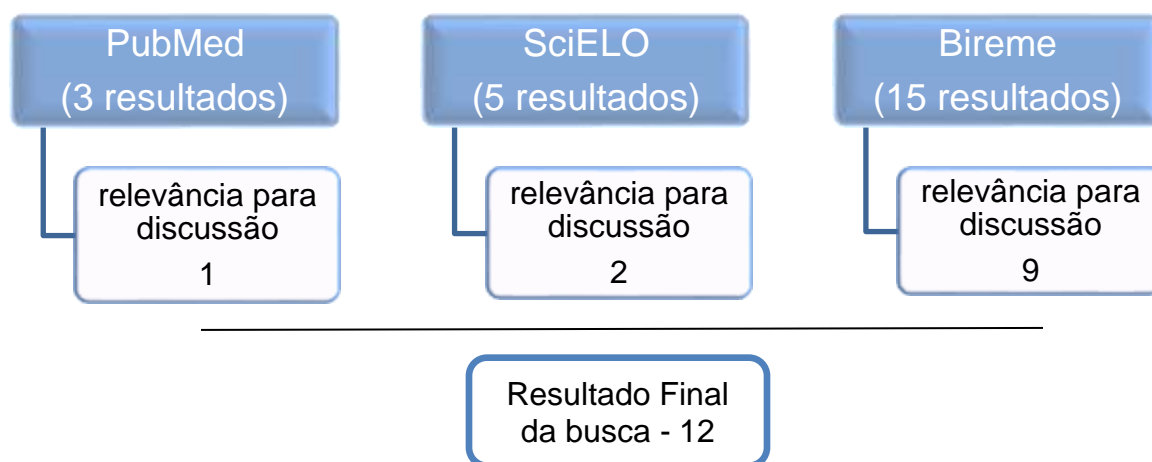 PubMed
(3 resultados)
relevância para
discussão
1
SciELO
(5 resultados)
relevância para
discussão
2
Bireme
(15 resultados)
relevância para
discussão
9
Resultado Final
da busca - 12